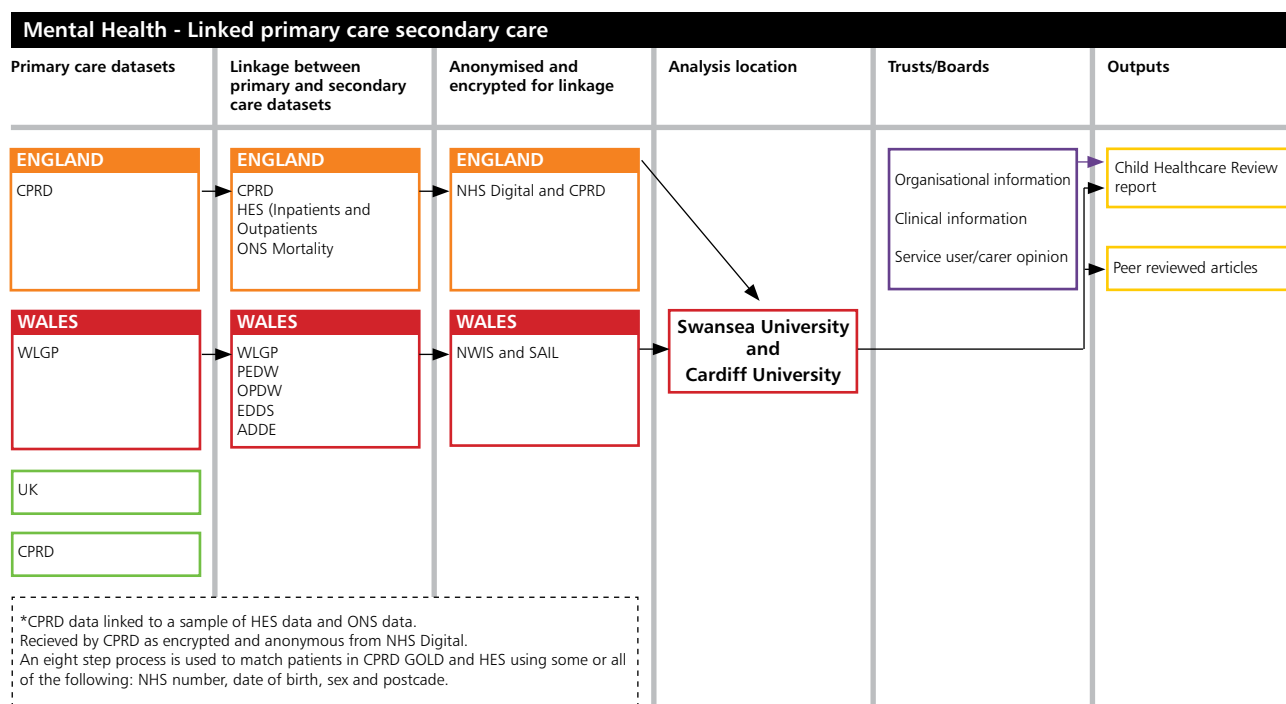 Mental Health - Linked primary care secondary care
Primary care datasets
Linkage between
primary and secondary
care datasets
Anonymised and
encrypted for linkage
Analysis location
Trusts/Boards
Outputs
ENGLAND
CPRD
ENGLAND
CPRD
HES (Inpatients and
Outpatients
ONS Mortality
ENGLAND
NHS Digital and CPRD
Organisational information
Clinical information
Service user/carer opinion
Child Healthcare Review
report
Peer reviewed articles
WALES
WLGP
WALES
WLGP
PEDW
OPDW
EDDS
ADDE
WALES
NWIS and SAIL
Swansea University
and
Cardiff University
UK
CPRD
*CPRD data linked to a sample of HES data and ONS data.
Recieved by CPRD as encrypted and anonymous from NHS Digital.
An eight step process is used to match patients in CPRD GOLD and HES using some or all
of the following: NHS number, date of birth, sex and postcade.